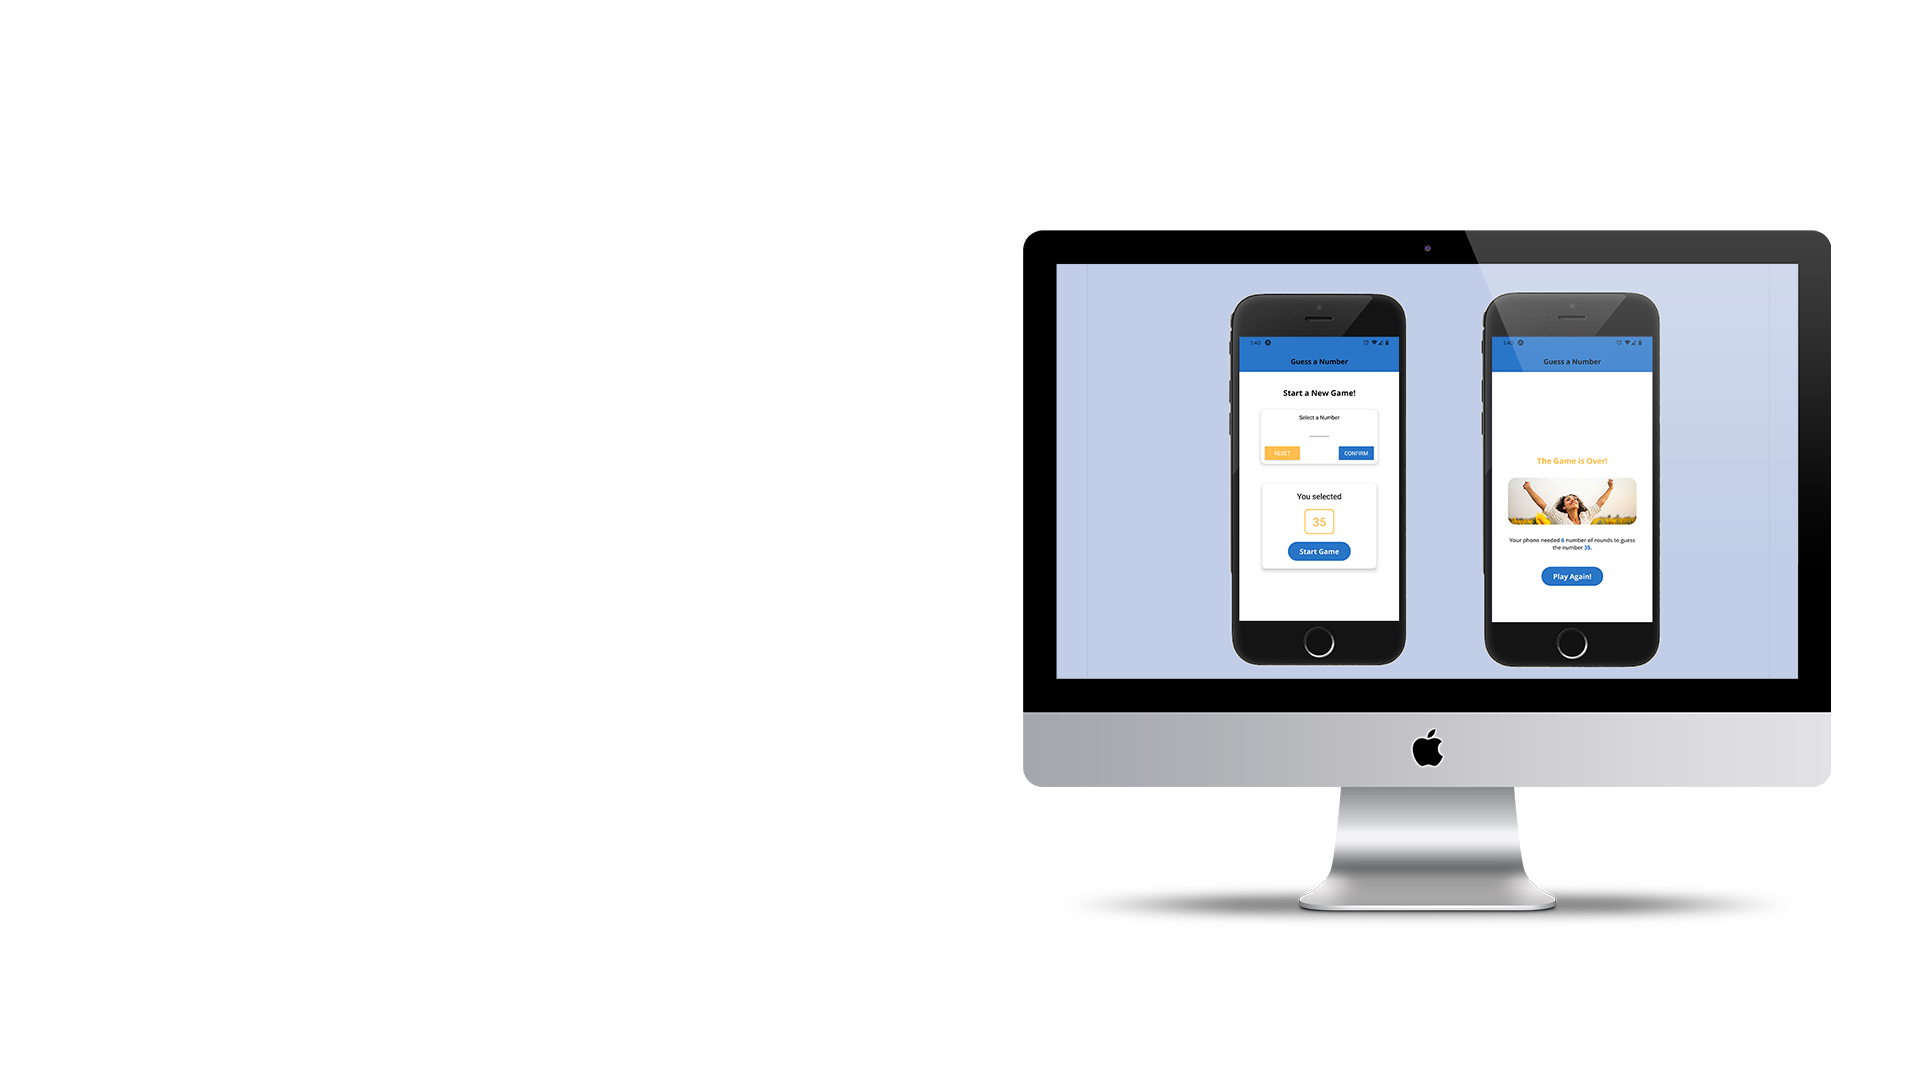 1:40
Guess a Number
Start a New Game!
Select a Number
RESET
CONFIRM
You selected
35
Start Game
1:40
Guess a Number
The Game is Over!
Your phone needed 6 number of rounds to guess
the number 35.
Play Again!